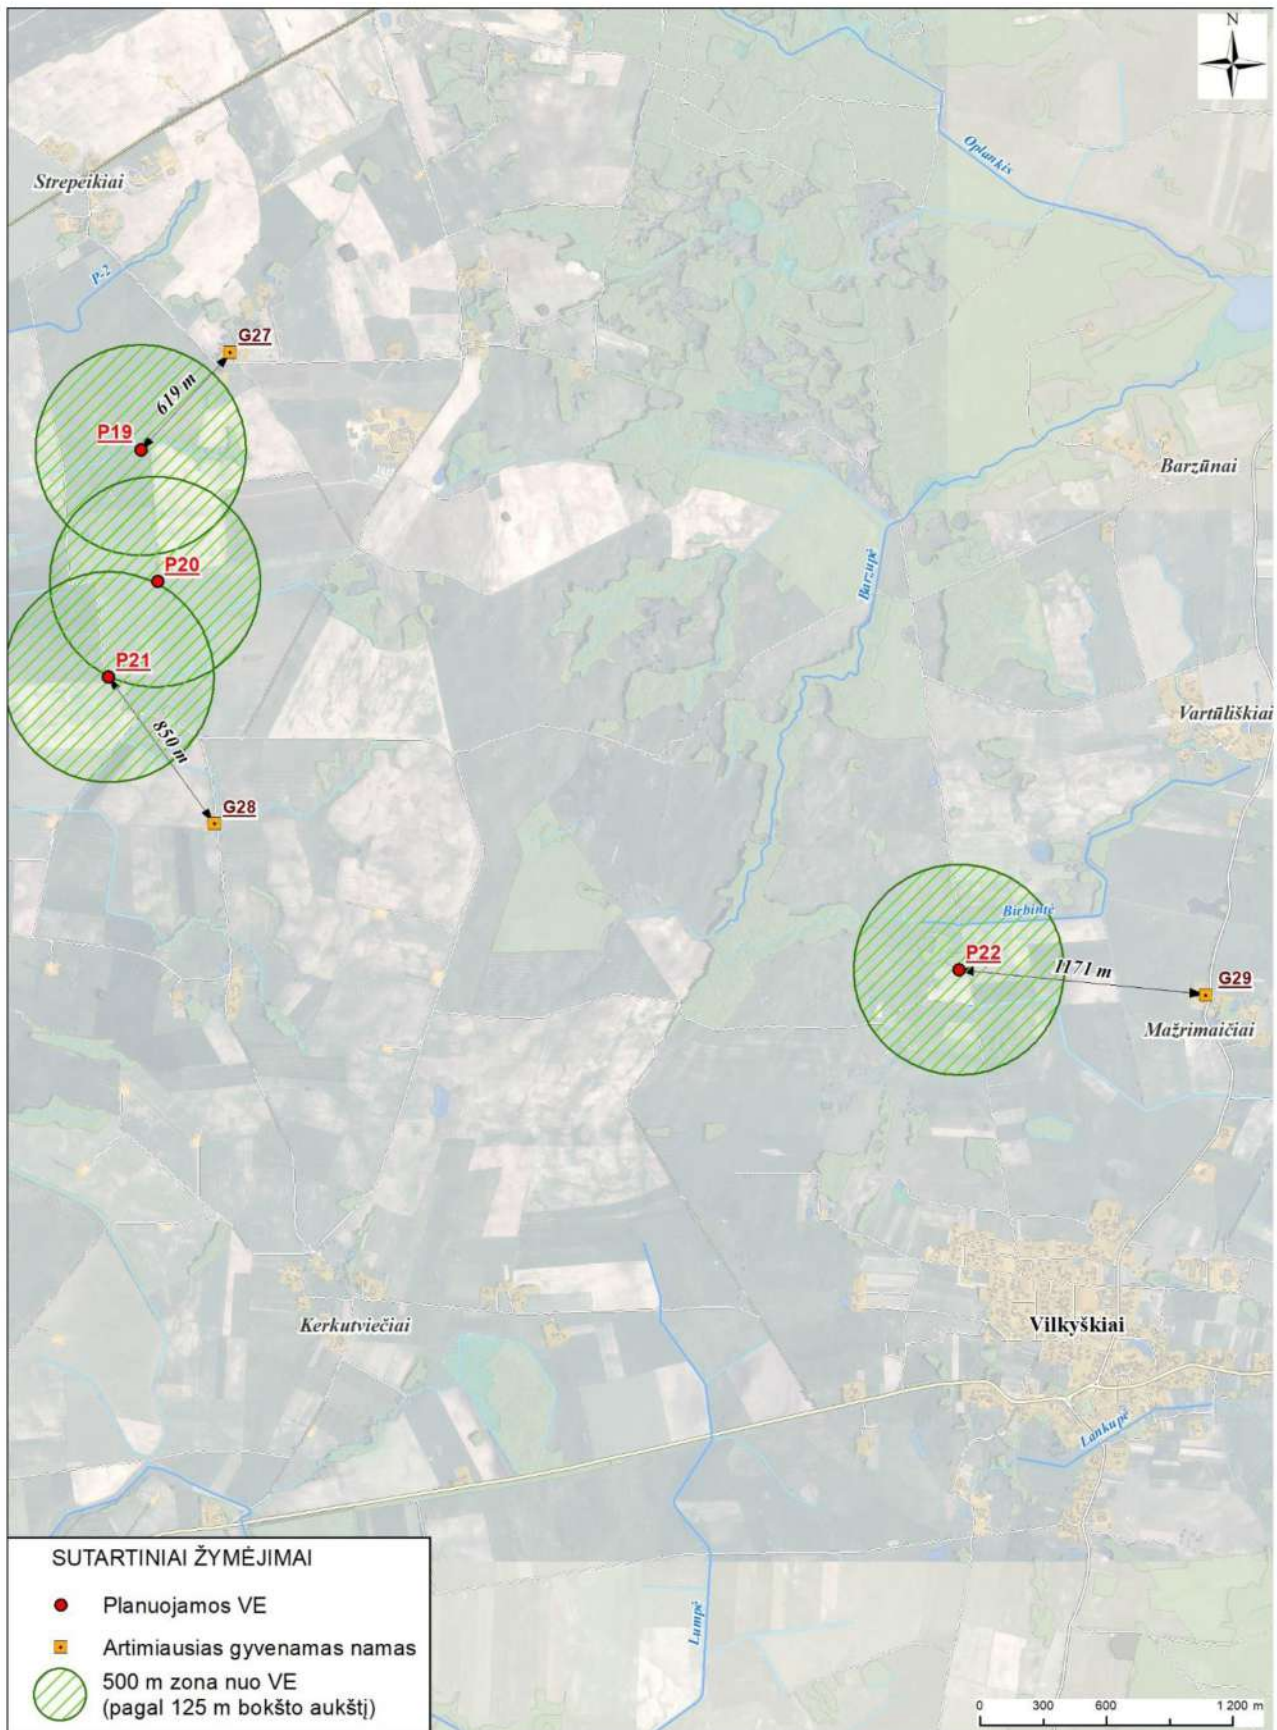 N
Oplankis
Strepeikiai
P-2
G27
619 m
P19
Barzūnai
P20
Barzupė
P21
Vartūliškiai
850 m
G28
Birbintė
P22
1171 m
G29
Mažrimaičiai
Kerkutviečiai
Vilkyškiai
Lankupė
SUTARTINIAI ŽYMĖJIMAI
Planuojamos VE
Artimiausias gyvenamas namas
500 m zona nuo VE
(pagal 125 m bokšto aukštį)
Lumpė
0 300 600 1 200 m